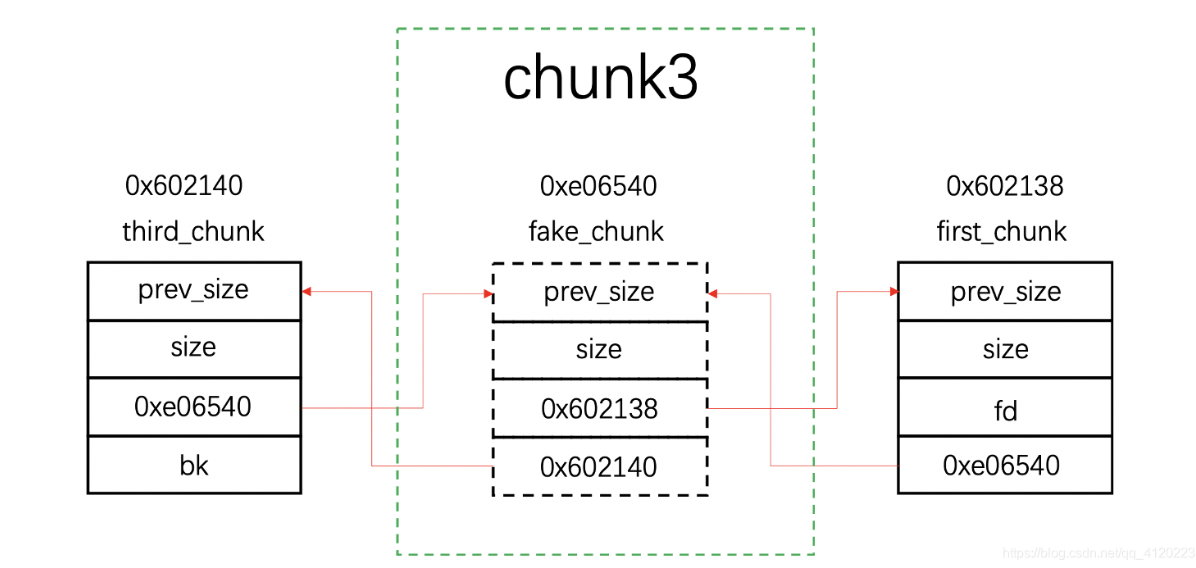 chunk3
0x602140
0xe06540
0x602138
third_chunk
fake_chunk
first_chunk
prev_size
size
0xe06540
bk
prev_size
size
0x602138
0x602140
prev_size
size
fd
0xe06540
https://blog.csdn.net/qq_4120223